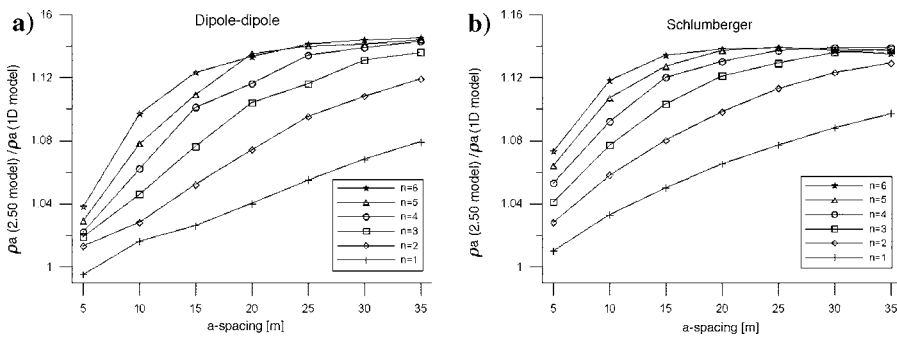 a)
Dipole-dipole
1.16
1.12
1.08
1.04
1
ρa (2.50 model) / ρa (1D model)
5 10 15 20 25 30 35
a-spacing [m]
n=6
n=5
n=4
n=3
n=2
n=1
b)
Schlumberger
1.16
1.12
1.08
1.04
1
ρa (2.50 model) / ρa (1D model)
5 10 15 20 25 30 35
a-spacing [m]
n=6
n=5
n=4
n=3
n=2
n=1